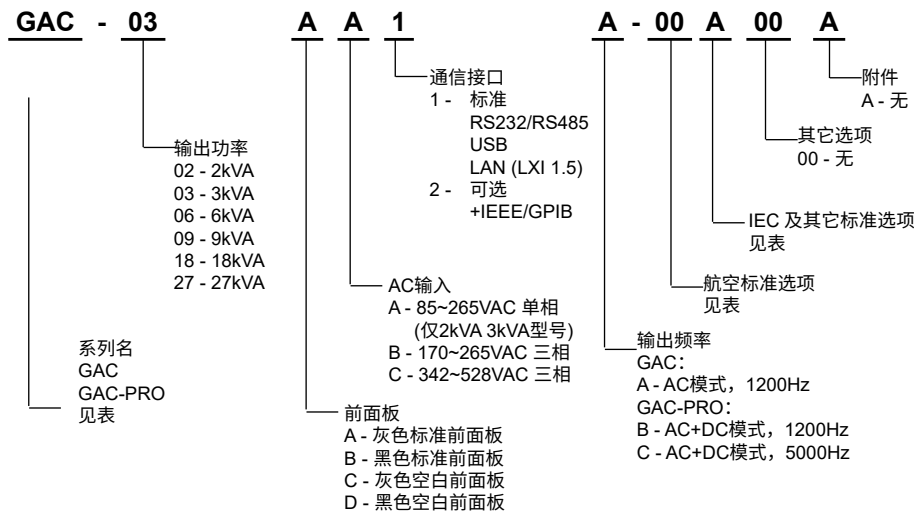 GAC - 03 A A 1 A - 00 A 00 A
系列名
GAC
GAC-PRO
见表
输出功率
02 - 2kVA
03 - 3kVA
06 - 6kVA
09 - 9kVA
18 - 18kVA
27 - 27kVA
前面板
A - 灰色标准前面板
B - 黑色标准前面板
C - 灰色空白前面板
D - 黑色空白前面板
AC输入
A - 85~265VAC 单相
(仅2kVA 3kVA型号)
B - 170~265VAC 三相
C - 342~528VAC 三相
通信接口
1 - 标准
RS232/RS485
USB
LAN (LXI 1.5)
2 - 可选
+IEEE/GPIB
输出频率
GAC：
A - AC模式，1200Hz
GAC-PRO：
B - AC+DC模式，1200Hz
C - AC+DC模式，5000Hz
航空标准选项
见表
IEC 及其它标准选项
见表
其它选项
00 - 无
附件
A - 无